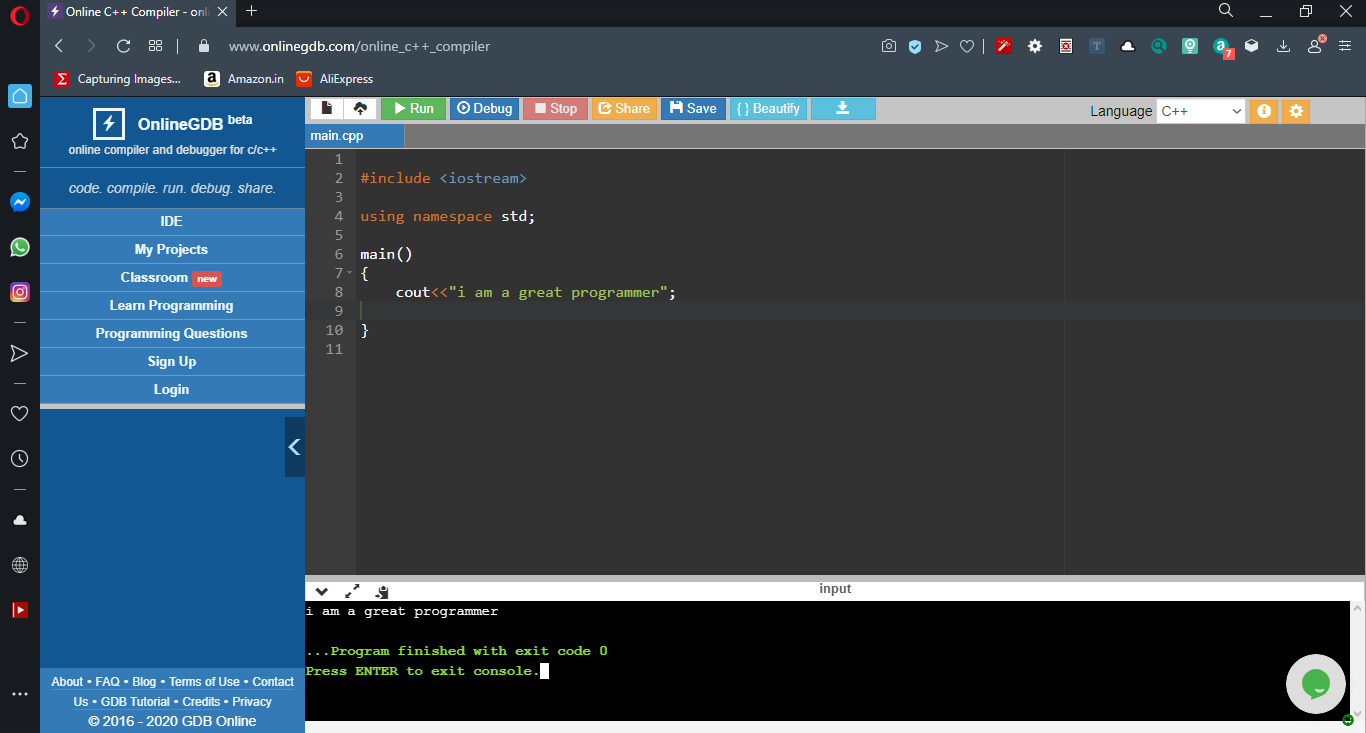 Online C++ Compiler - onli
www.onlinegdb.com/online_c++_compiler
7
Capturing Images... Amazon.in AliExpress
OnlineGDB beta
online compiler and debugger for c/c++
code. compile. run. debug. share.
IDE
My Projects
Classroom new
Learn Programming
Programming Questions
Sign Up
Login
About • FAQ • Blog • Terms of Use • Contact
Us • GDB Tutorial • Credits • Privacy
© 2016 - 2020 GDB Online
Run Debug Stop Share Save {} Beautify Language C++
main.cpp
1
2 #include <iostream>
3
4 using namespace std;
5
6 main()
7 {
8 cout<<"i am a great programmer";
9
10 }
11
input
i am a great programmer
...Program finished with exit code 0
Press ENTER to exit console.